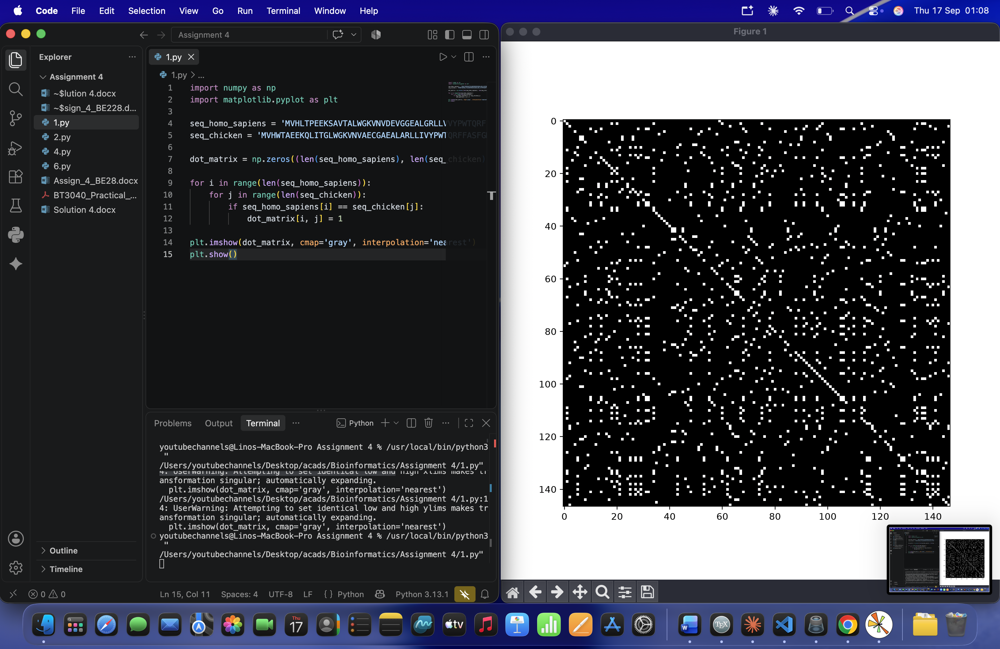 Code File Edit Selection View Go Run Terminal Window Help
Thu 17 Sep 01:08
Assignment 4
Explorer
Assignment 4
~$lution 4.docx
~$sign_4_BE228.d...
1.py
2.py
4.py
6.py
Assign_4_BE28.docx
BT3040_Practical_...
Solution 4.docx
Outline
Timeline
1.py
1.py > ...
1 import numpy as np
2 import matplotlib.pyplot as plt
3
4 seq_homo_sapiens = 'MVHLTPEEKSAVTALWGKVNVDEVGGEALGRLLVVYPWTQRF
5 seq_chicken = 'MVHWTAEEKQLITGLWGKVNVAECGAEALARLLIVYPWTQRFFASFG
6
7 dot_matrix = np.zeros((len(seq_homo_sapiens), len(seq_chicken)
8
9 for i in range(len(seq_homo_sapiens)):
10 for j in range(len(seq_chicken)):
11 if seq_homo_sapiens[i] == seq_chicken[j]:
12 dot_matrix[i, j] = 1
13
14 plt.imshow(dot_matrix, cmap='gray', interpolation='nearest')
15 plt.show()
Problems Output Terminal ...
Python
youtubechannels@Linos-MacBook-Pro Assignment 4 % /usr/local/bin/python3
"
/Users/youtubechannels/Desktop/acads/Bioinformatics/Assignment 4/1.py"
4: UserWarning: Attempting to set identical low and high xlims makes tr
ansformation singular; automatically expanding.
plt.imshow(dot_matrix, cmap='gray', interpolation='nearest')
/Users/youtubechannels/Desktop/acads/Bioinformatics/Assignment 4/1.py:1
4: UserWarning: Attempting to set identical low and high ylims makes tr
ansformation singular; automatically expanding.
plt.imshow(dot_matrix, cmap='gray', interpolation='nearest')
youtubechannels@Linos-MacBook-Pro Assignment 4 % /usr/local/bin/python3
"
/Users/youtubechannels/Desktop/acads/Bioinformatics/Assignment 4/1.py"
0 0
Ln 15, Col 11 Spaces: 4 UTF-8 LF {} Python Python 3.13.1
Figure 1
0
20
40
60
80
100
120
140
0 20 40 60 80 100 120 140
Thu
17
tv
W
TEX